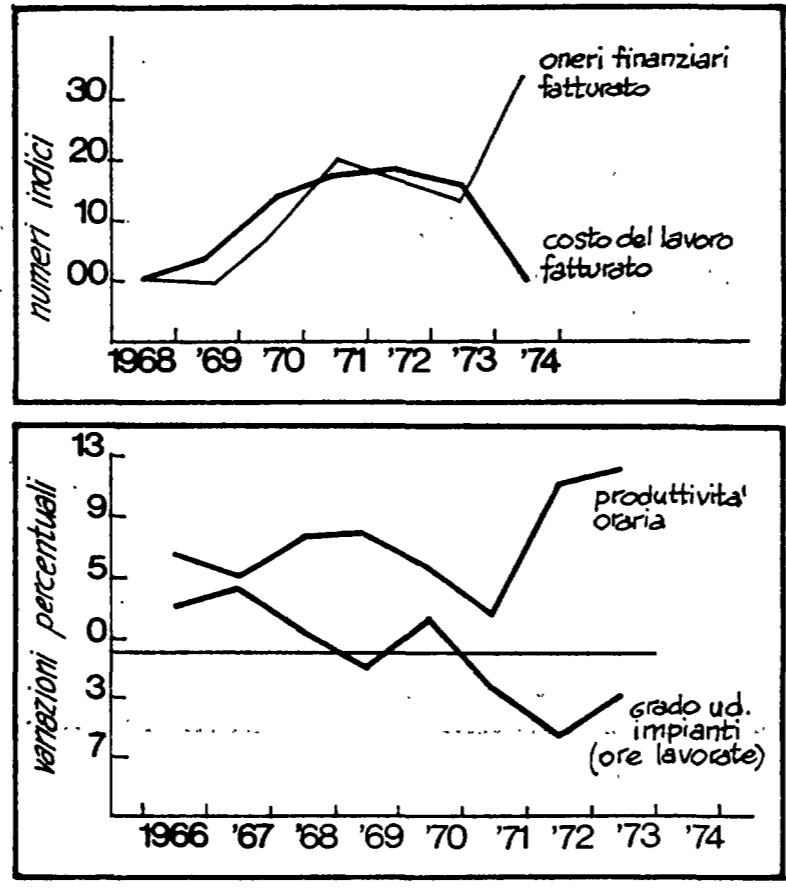 numeri indici
30
20
10
00
oneri finanziari
fatturato
costo del lavoro
fatturato
1968 '69 '70 '71 '72 '73 '74
variazioni percentuali
13
9
5
0
3
7
produttivita'
oraria
grado ud.
impianti
(ore lavorate)
1966 '67 '68 '69 '70 '71 '72 '73 '74